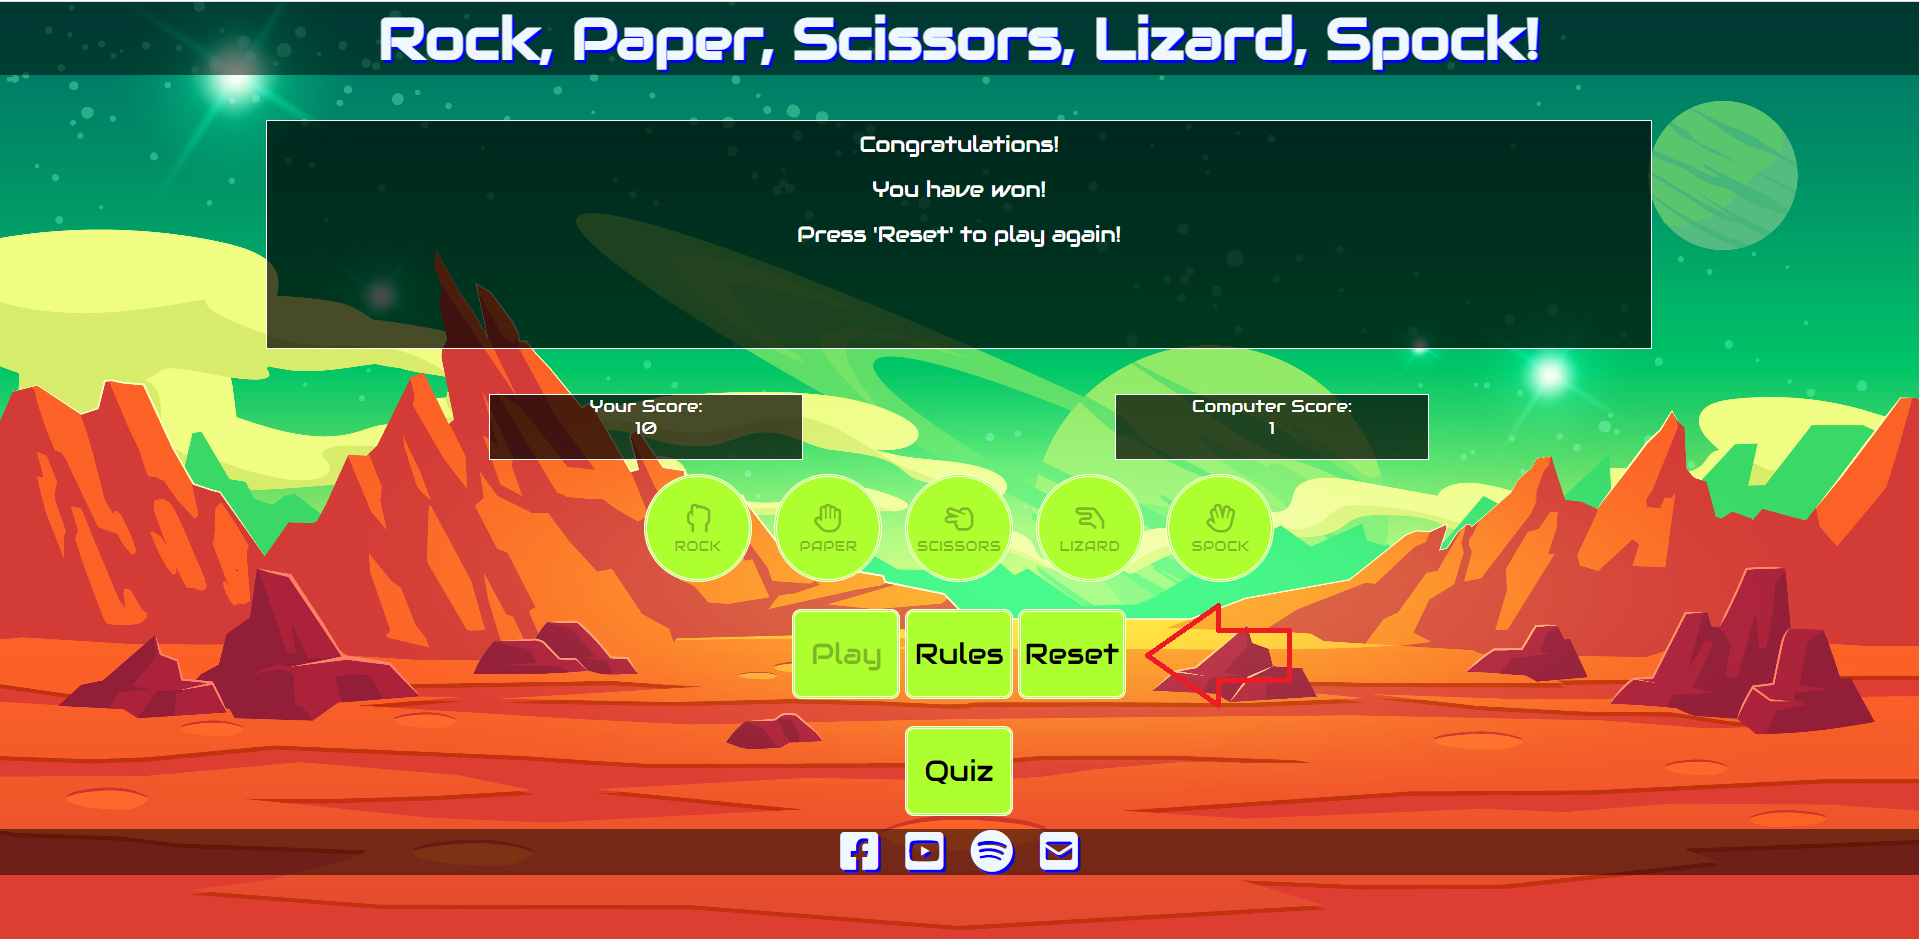 Rock, Paper, Scissors, Lizard, Spock!
Congratulations!
You have won!
Press 'Reset' to play again!
Your Score:
10
Computer Score:
1
ROCK
PAPER
SCISSORS
LIZARD
SPOCK
Play
Rules
Reset
Quiz